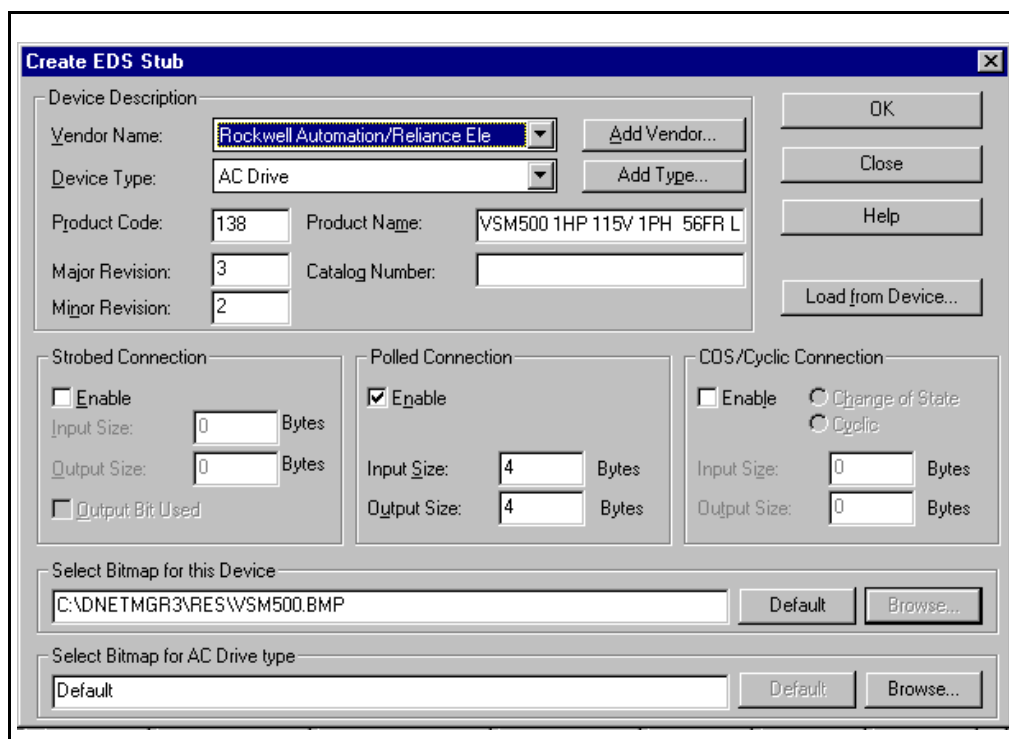 Create EDS Stub
Device Description
Vendor Name: Rockwell Automation/Reliance Ele Add Vendor...
Device Type: AC Drive Add Type...
Product Code: 138 Product Name: VSM500 1HP 115V 1PH 56FR L
Major Revision: 3 Catalog Number:
Minor Revision: 2
OK
Close
Help
Load from Device...
Strobed Connection
Enable
Input Size: 0 Bytes
Output Size: 0 Bytes
Output Bit Used
Polled Connection
Enable
Input Size: 4 Bytes
Output Size: 4 Bytes
COS/Cyclic Connection
Enable Change of State
Cyclic
Input Size: 0 Bytes
Output Size: 0 Bytes
Select Bitmap for this Device
C:\DNETMGR3\RES\VSM500.BMP Default Browse...
Select Bitmap for AC Drive type
Default Default Browse...